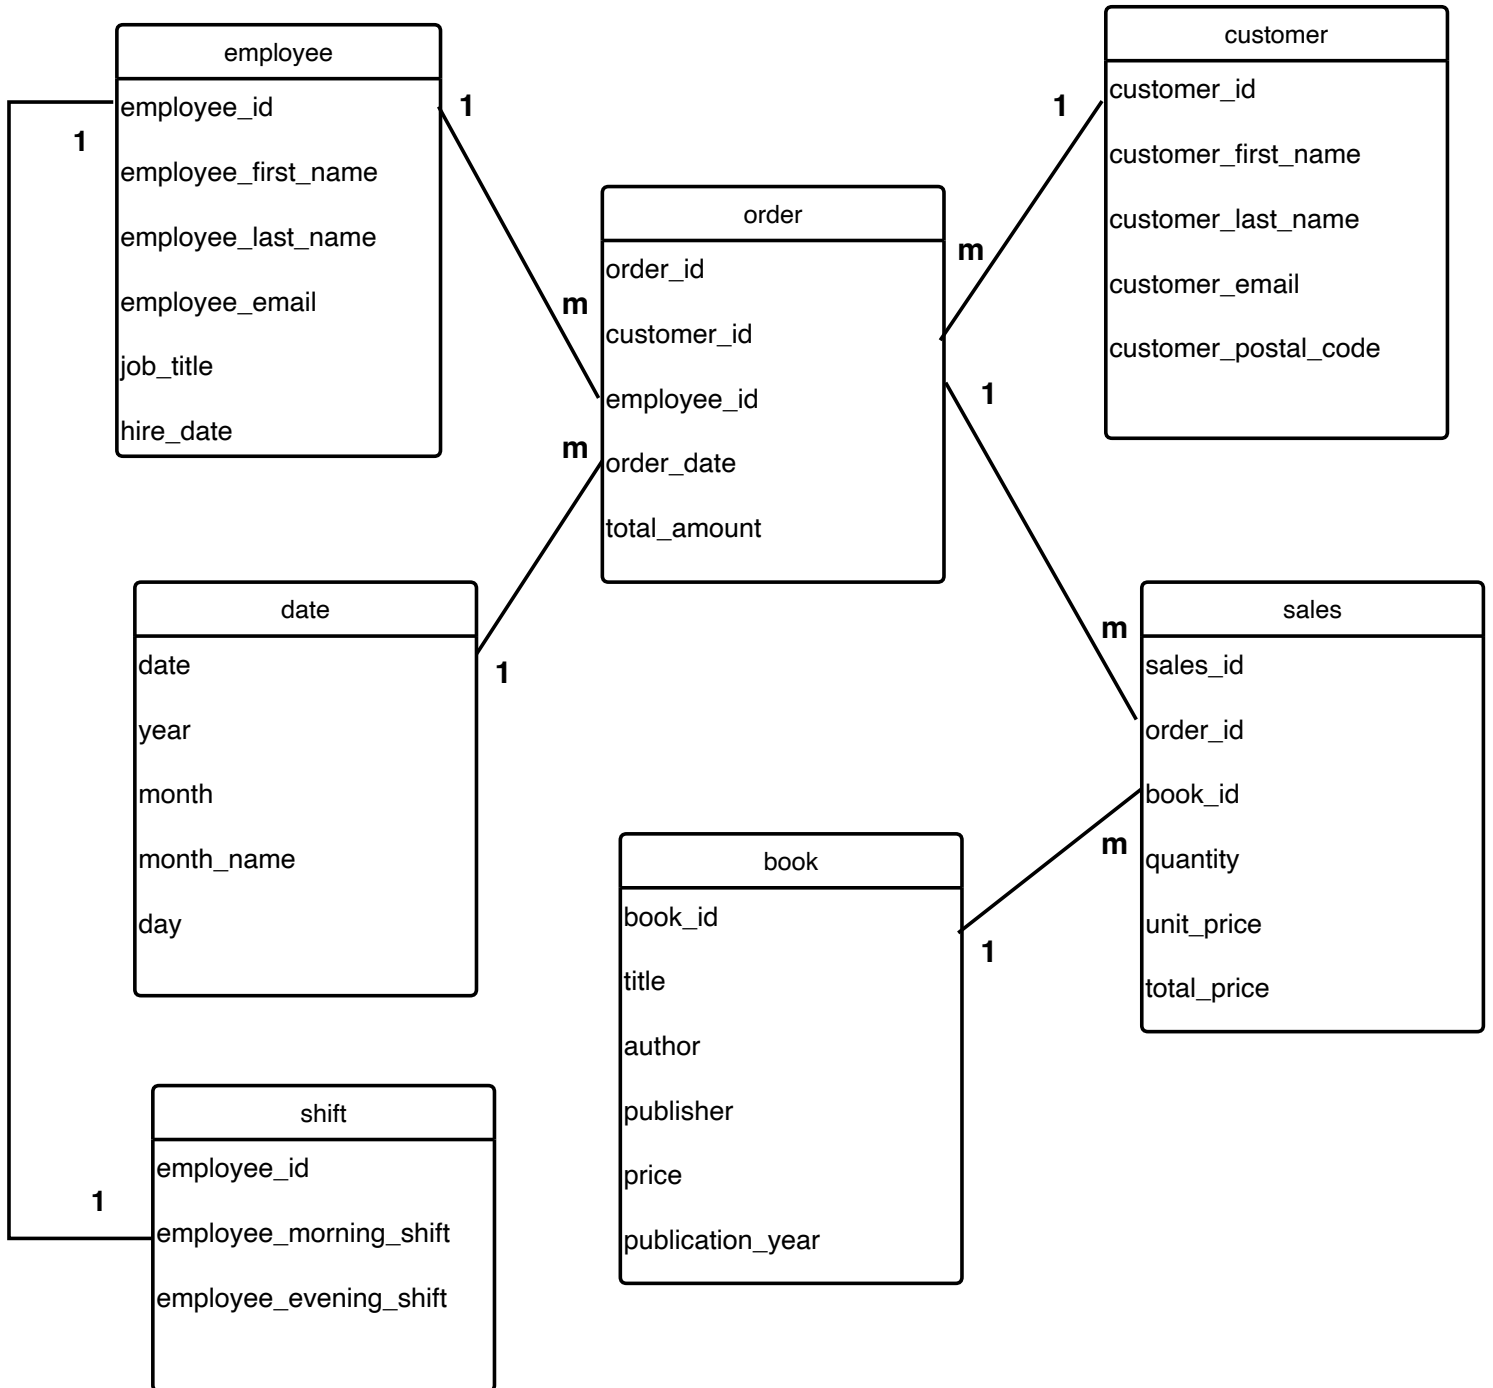 employee
employee_id
employee_first_name
employee_last_name
employee_email
job_title
hire_date
1
1
m
m
order
order_id
customer_id
employee_id
order_date
total_amount
1
m
1
customer
customer_id
customer_first_name
customer_last_name
customer_email
customer_postal_code
date
date
year
month
month_name
day
1
sales
sales_id
order_id
book_id
quantity
unit_price
total_price
m
m
book
book_id
title
author
publisher
price
publication_year
1
shift
employee_id
employee_morning_shift
employee_evening_shift
1